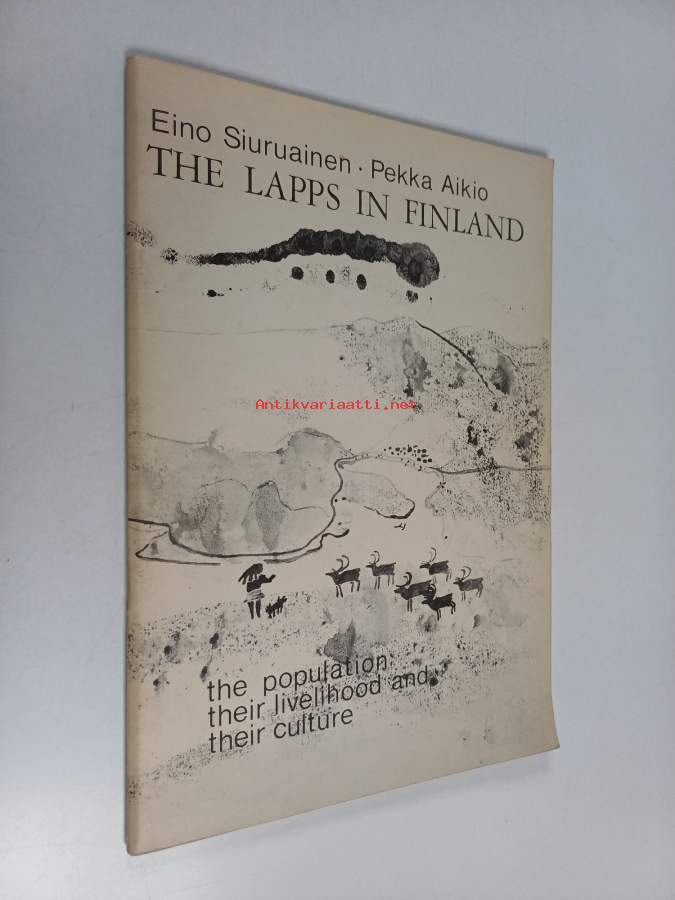 Eino Siuruainen · Pekka Aikio
THE LAPPS IN FINLAND
Antikvariaatti.net
the population
their livelihood and
their culture